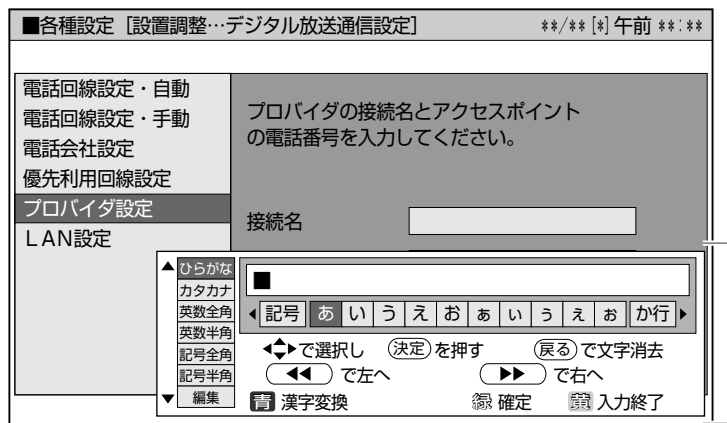 ■各種設定［設置調整…デジタル放送通信設定］ **/**[*]午前 **:**
電話回線設定・自動
電話回線設定・手動
電話会社設定
優先利用回線設定
プロバイダ設定
ＬＡＮ設定
プロバイダの接続名とアクセスポイント
の電話番号を入力してください。
接続名
▲ ひらがな
カタカナ
英数全角
英数半角
記号全角
記号半角
▼ 編集
■
◀ 記号 あ い う え お ぁ ぃ ぅ ぇ ぉ か行 ▶
で選択し 決定を押す 戻るで文字消去
◀◀ で左へ ▶▶ で右へ
青 漢字変換 緑 確定 黄 入力終了